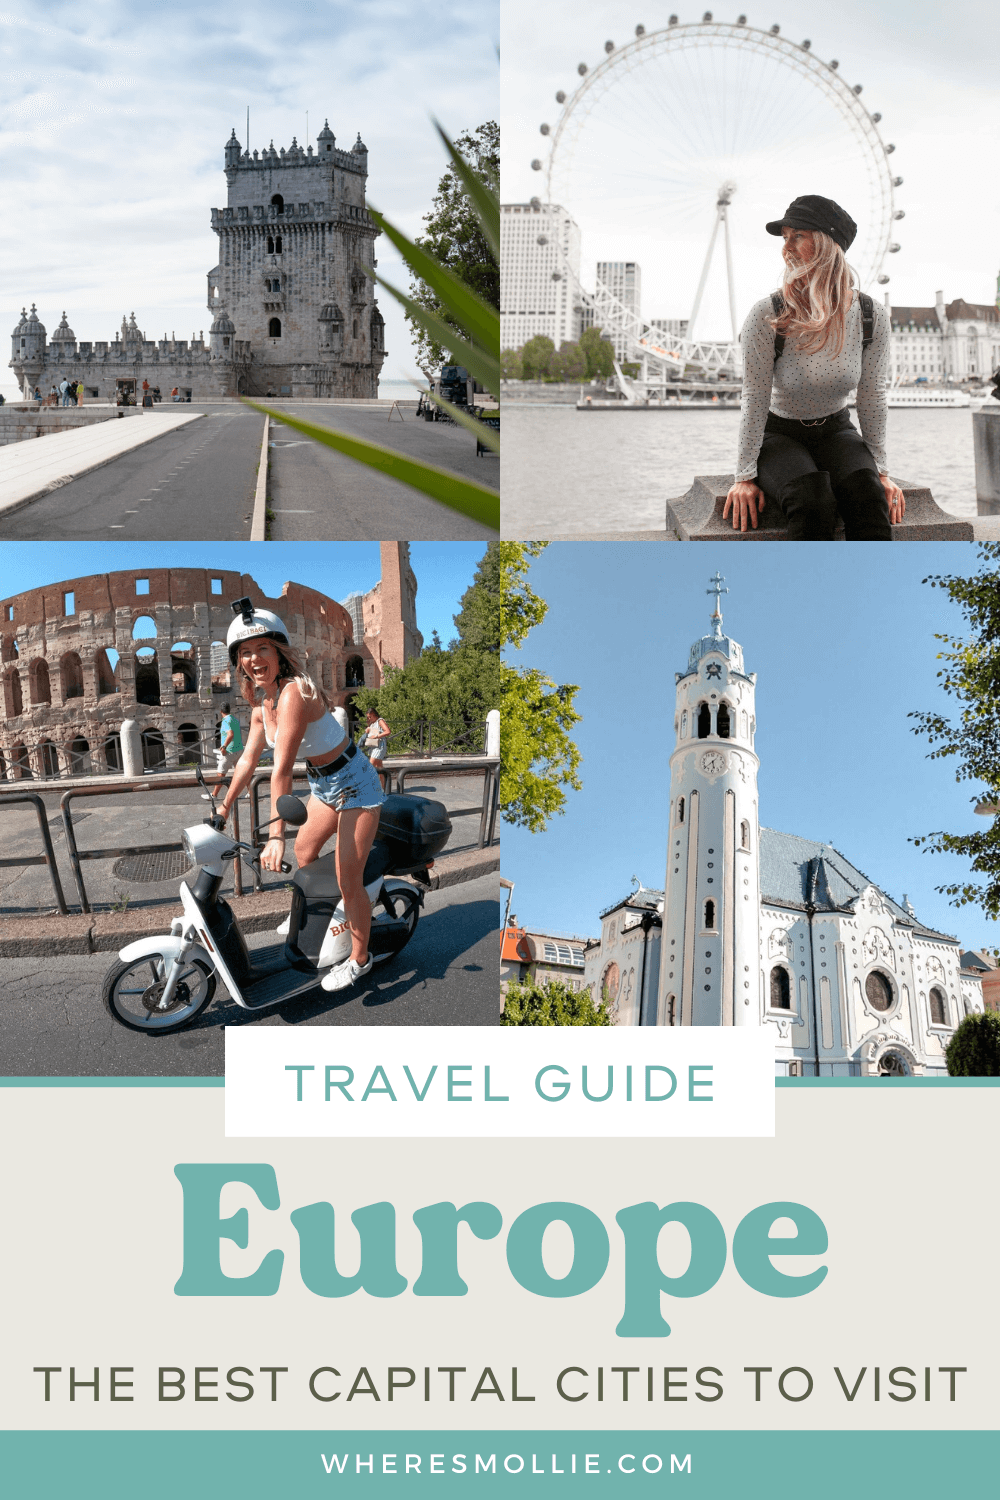 TRAVEL GUIDE
Europe
THE BEST CAPITAL CITIES TO VISIT
WHERESMOLLIE.COM